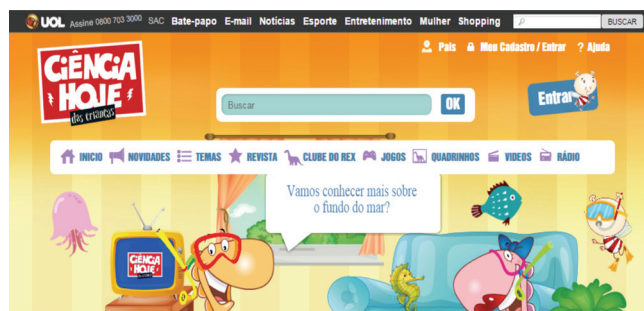 UOL Assine 0800 703 3000 SAC Bate-papo E-mail Notícias Esporte Entretenimento Mulher Shopping BUSCAR
Pais Meu Cadastro / Entrar ? Ajuda
CiÊNCiA
HOJE
das crianças
Buscar OK
Entrar
INICIO NOVIDADES TEMAS REVISTA CLUBE DO REX JOGOS QUADRINHOS VIDEOS RÁDIO
Vamos conhecer mais sobre
o fundo do mar?
CiÊNCiA
HOJE